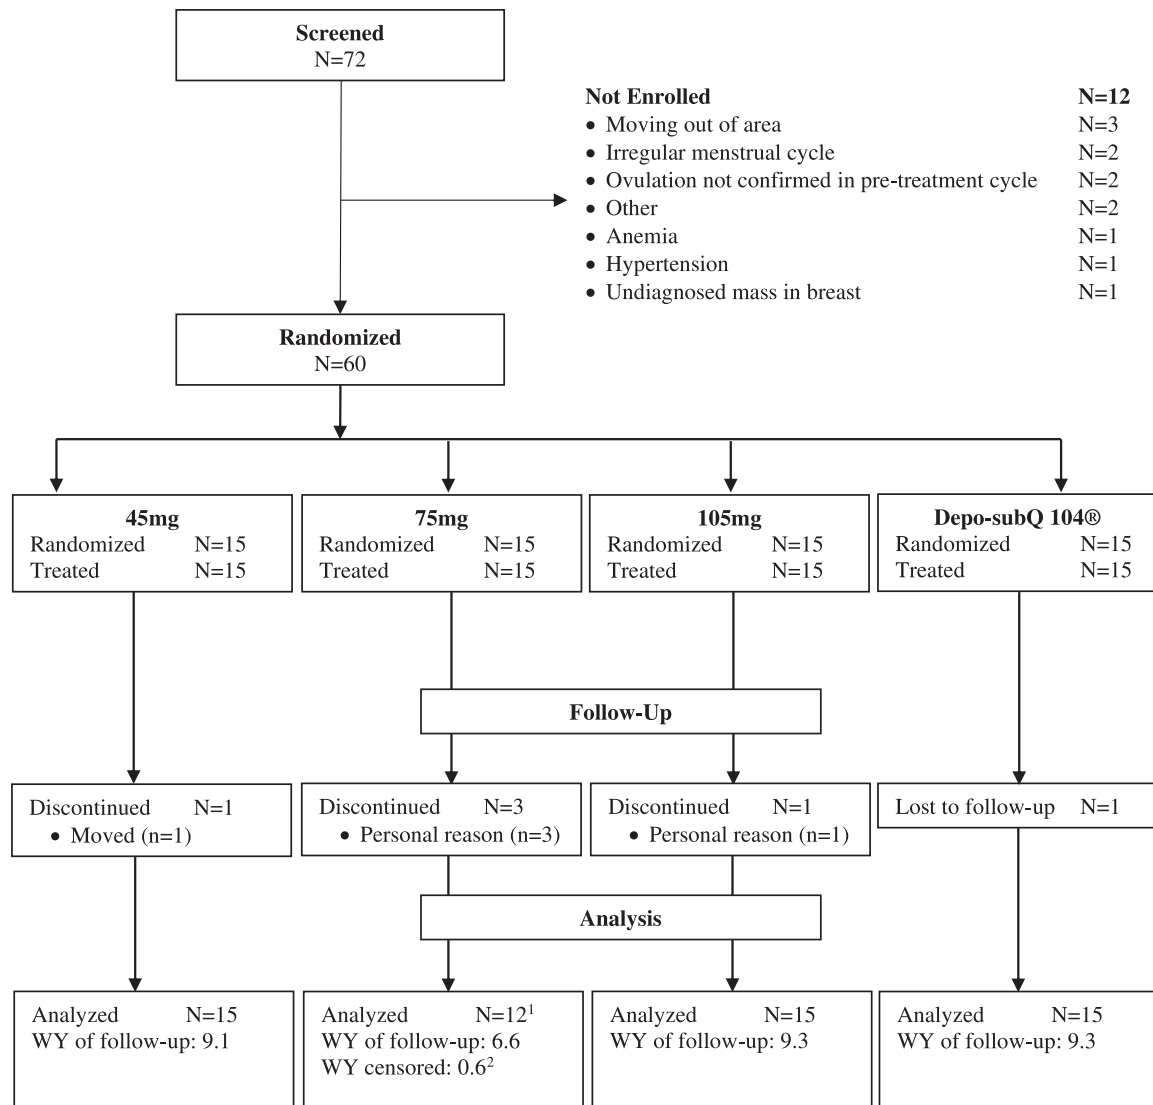 Screened
N=72
Not Enrolled N=12
• Moving out of area N=3
• Irregular menstrual cycle N=2
• Ovulation not confirmed in pre-treatment cycle N=2
• Other N=2
• Anemia N=1
• Hypertension N=1
• Undiagnosed mass in breast N=1
Randomized
N=60
45mg
Randomized N=15
Treated N=15
75mg
Randomized N=15
Treated N=15
105mg
Randomized N=15
Treated N=15
Depo-subQ 104®
Randomized N=15
Treated N=15
Follow-Up
Discontinued N=1
• Moved (n=1)
Discontinued N=3
• Personal reason (n=3)
Discontinued N=1
• Personal reason (n=1)
Lost to follow-up N=1
Analysis
Analyzed N=15
WY of follow-up: 9.1
Analyzed N=12¹
WY of follow-up: 6.6
WY censored: 0.6²
Analyzed N=15
WY of follow-up: 9.3
Analyzed N=15
WY of follow-up: 9.3